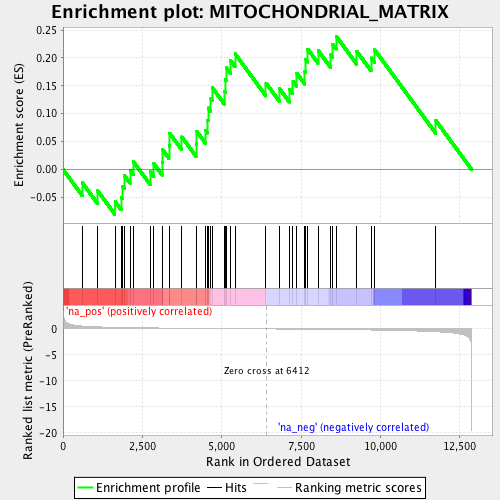 Enrichment plot: MITOCHONDRIAL_MATRIX
Enrichment score (ES)
0.25
0.20
0.15
0.10
0.05
0.00
-0.05
'na_pos' (positively correlated)
Ranked list metric (PreRanked)
0
-5
-10
-15
-20
Zero cross at 6412
'na_neg' (negatively correlated)
0
2,500
5,000
7,500
10,000
12,500
Rank in Ordered Dataset
Enrichment profile
Hits
Ranking metric scores